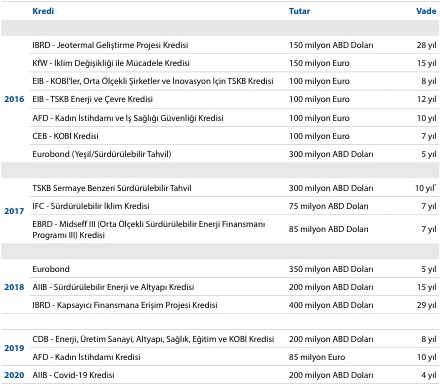 Kredi Tutar Vade
IBRD - Jeotermal Geliştirme Projesi Kredisi 150 milyon ABD Doları 28 yıl
KfW - İklim Değişikliği ile Mücadele Kredisi 150 milyon Euro 15 yıl
EIB - KOBİ'ler, Orta Ölçekli Şirketler ve İnovasyon İçin TSKB Kredisi 100 milyon Euro 8 yıl
2016 EIB - TSKB Enerji ve Çevre Kredisi 100 milyon Euro 12 yıl
AFD - Kadın İstihdamı ve İş Sağlığı Güvenliği Kredisi 100 milyon Euro 10 yıl
CEB - KOBİ Kredisi 100 milyon Euro 7 yıl
Eurobond (Yeşil/Sürdürülebilir Tahvil) 300 milyon ABD Doları 5 yıl
TSKB Sermaye Benzeri Sürdürülebilir Tahvil 300 milyon ABD Doları 10 yıl*
2017 IFC - Sürdürülebilir İklim Kredisi 75 milyon ABD Doları 7 yıl
EBRD - Midseff III (Orta Ölçekli Sürdürülebilir Enerji Finansmanı
Programı III) Kredisi 85 milyon ABD Doları 7 yıl
Eurobond 350 milyon ABD Doları 5 yıl
2018 AIIB - Sürdürülebilir Enerji ve Altyapı Kredisi 200 milyon ABD Doları 15 yıl
IBRD - Kapsayıcı Finansmana Erişim Projesi Kredisi 400 milyon ABD Doları 29 yıl
2019 CDB - Enerji, Üretim Sanayi, Altyapı, Sağlık, Eğitim ve KOBİ Kredisi 200 milyon ABD Doları 8 yıl
AFD - Kadın İstihdamı Kredisi 85 milyon Euro 10 yıl
2020 AIIB - Covid-19 Kredisi 200 milyon ABD Doları 4 yıl